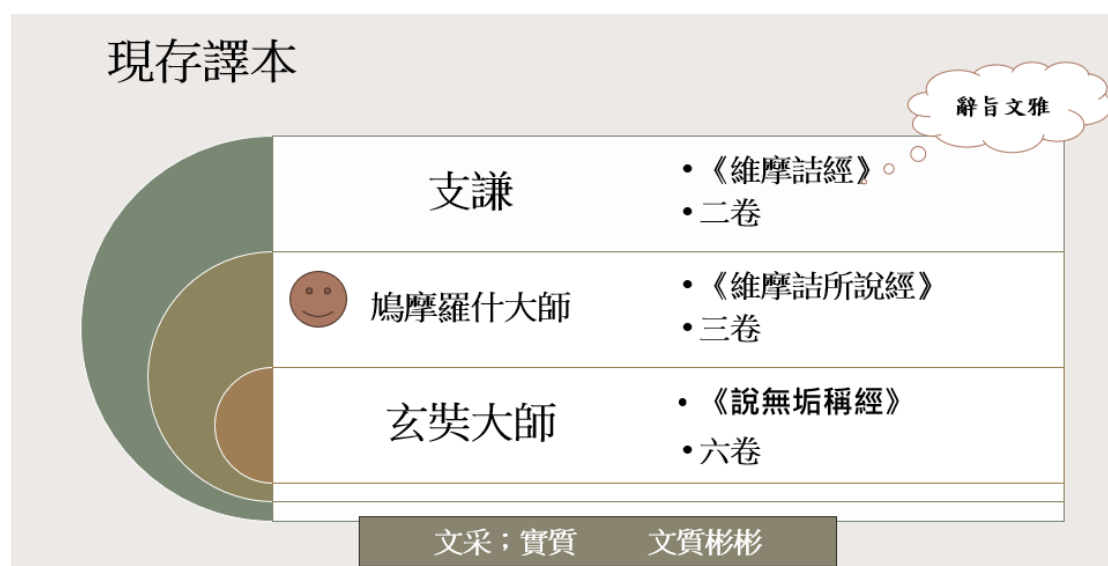 現存譯本
辭旨文雅
支謙
•《維摩詰經》
•二卷
鳩摩羅什大師
•《維摩詰所說經》
•三卷
玄奘大師
•《說無垢稱經》
•六卷
文采；實質 文質彬彬